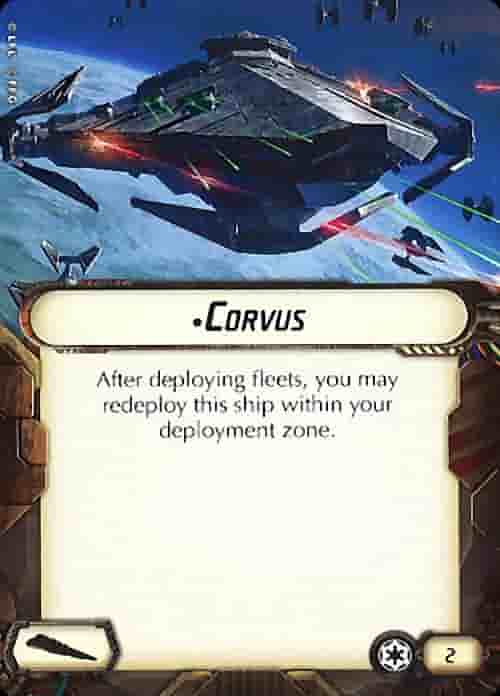 •Corvus
After deploying fleets, you may
redeploy this ship within your
deployment zone.
2